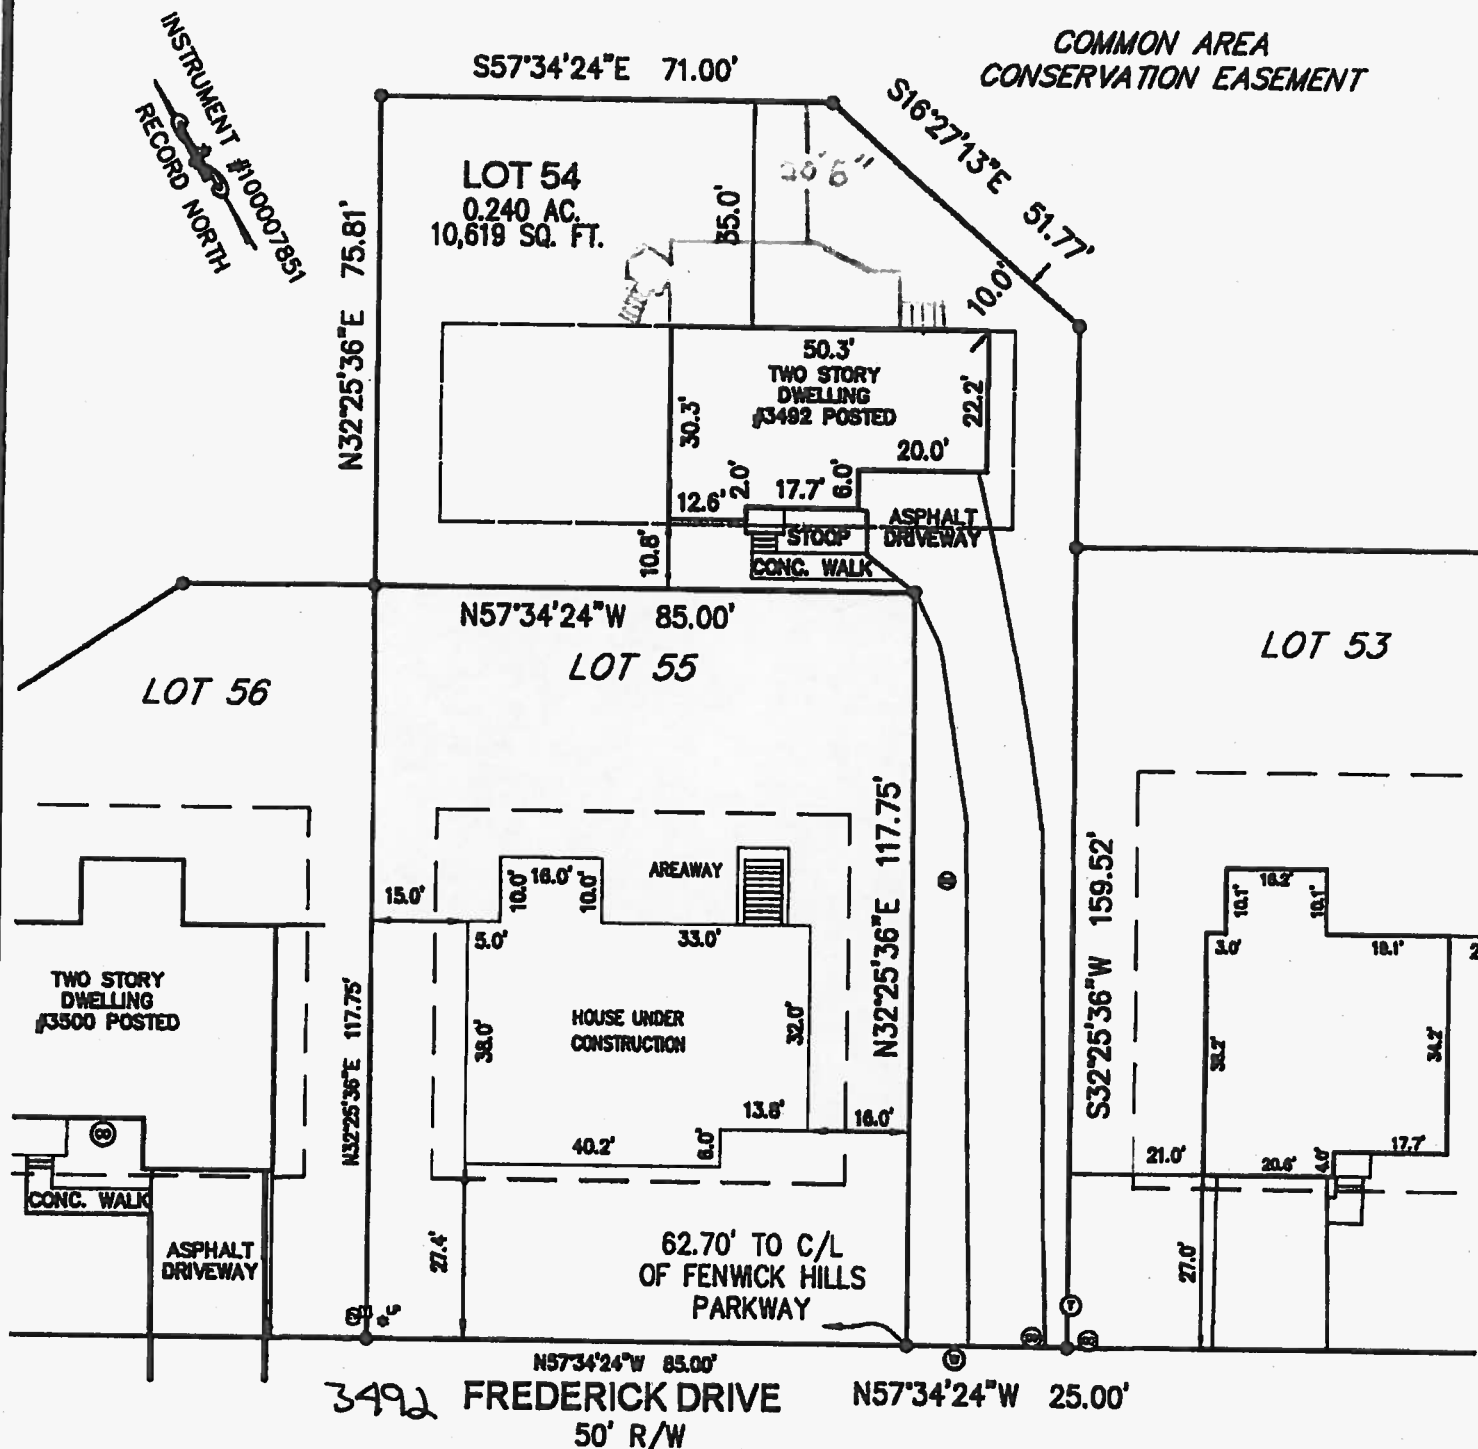 COMMON AREA
CONSERVATION EASEMENT
S57°34'24"E 71.00'
S16°27'13"E 51.77'
INSTRUMENT #100007851
RECORD NORTH
LOT 54
0.240 AC.
10,619 SQ. FT.
35.0'
10.0'
N32°25'36"E 75.81'
50.3'
TWO STORY
DWELLING
#3492 POSTED
30.3'
22.2'
20.0'
12.6'
2.0'
17.7'
6.0'
10.8'
STOOP
CONC. WALK
ASPHALT
DRIVEWAY
N57°34'24"W 85.00'
LOT 56
LOT 55
LOT 53
N32°25'36"E 117.75'
S32°25'36"W 159.52'
15.0'
10.0'
16.0'
10.0'
AREAWAY
5.0'
33.0'
38.0'
HOUSE UNDER
CONSTRUCTION
32.0'
13.8'
16.0'
40.2'
6.0'
27.4'
N32°25'36"E 117.75'
TWO STORY
DWELLING
#3500 POSTED
CONC. WALK
ASPHALT
DRIVEWAY
16.2'
10.1'
10.1'
3.0'
19.1'
38.2'
34.2'
21.0'
20.6'
4.0'
17.7'
27.0'
62.70' TO C/L
OF FENWICK HILLS
PARKWAY
N57°34'24"W 85.00'
3492 FREDERICK DRIVE
50' R/W
N57°34'24"W 25.00'